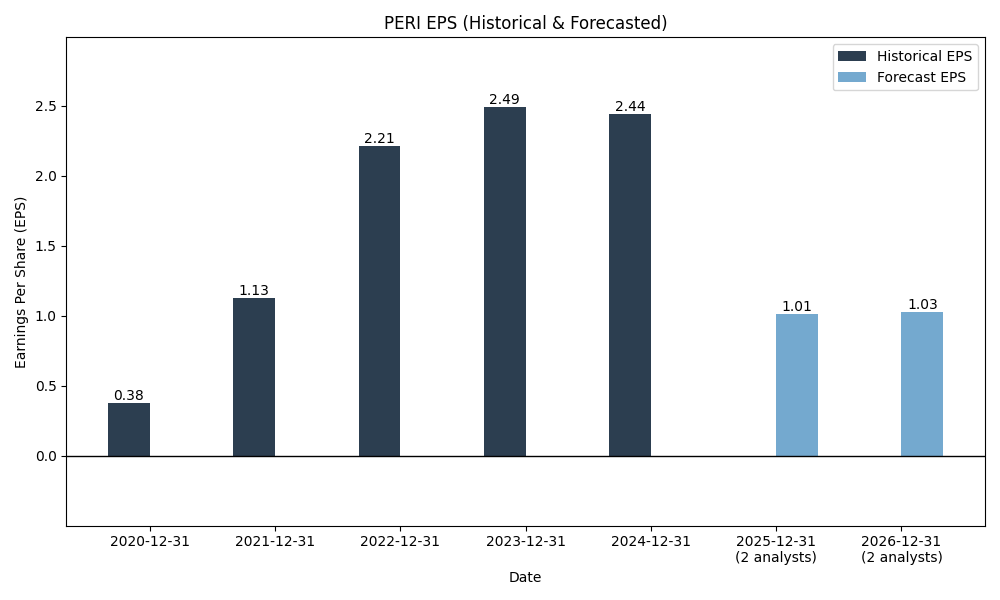 PERI EPS (Historical & Forecasted)
Historical EPS
Forecast EPS
Earnings Per Share (EPS)
2.5
2.0
1.5
1.0
0.5
0.0
0.38
1.13
2.21
2.49
2.44
1.01
1.03
2020-12-31
2021-12-31
2022-12-31
2023-12-31
2024-12-31
2025-12-31
(2 analysts)
2026-12-31
(2 analysts)
Date